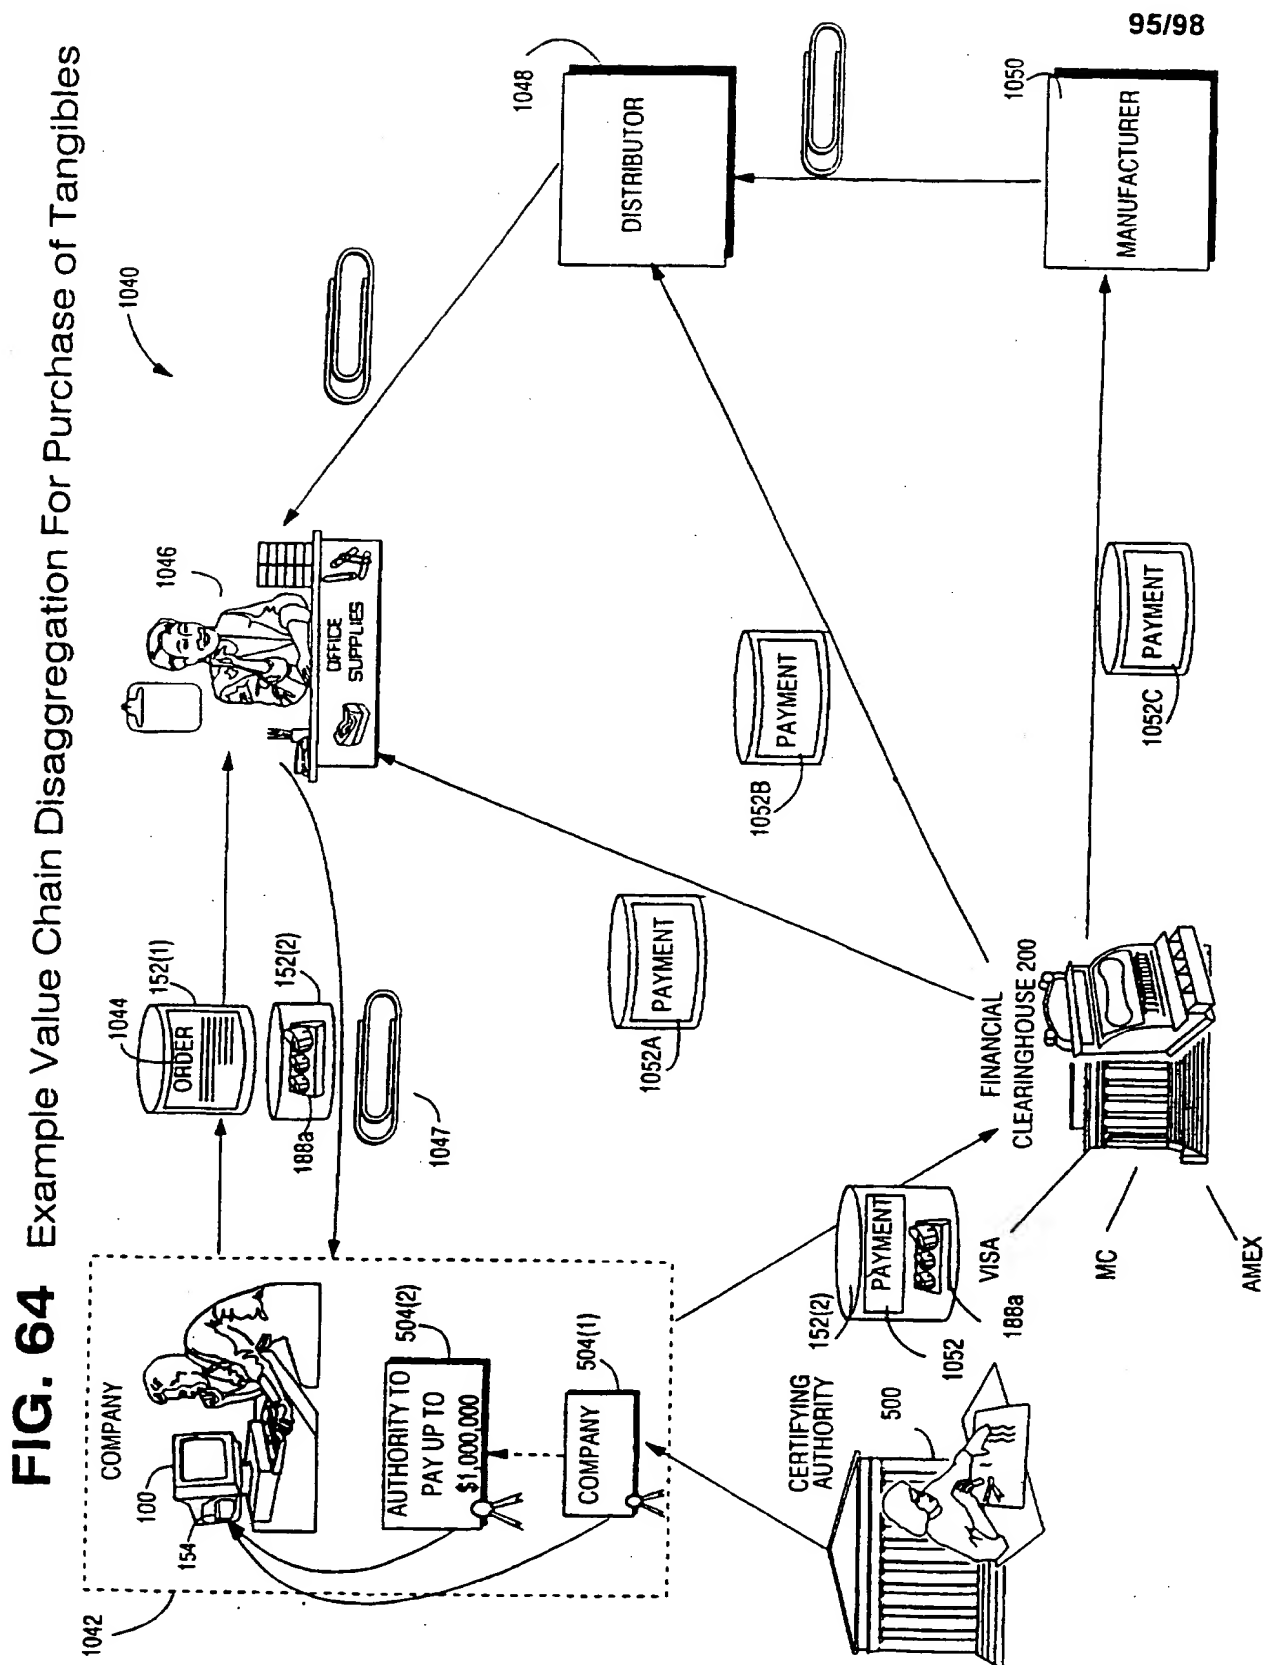 95/98
FIG. 64 Example Value Chain Disaggregation For Purchase of Tangibles
1040
1042
COMPANY
100
154
AUTHORITY TO
PAY UP TO
$1,000,000
504(2)
COMPANY
504(1)
1044
152(1)
ORDER
152(2)
188a
1047
1046
OFFICE
SUPPLIES
1048
DISTRIBUTOR
1050
MANUFACTURER
PAYMENT
1052A
PAYMENT
1052B
PAYMENT
1052C
CERTIFYING
AUTHORITY
500
152(2)
PAYMENT
1052
188a
FINANCIAL
CLEARINGHOUSE 200
VISA
MC
AMEX